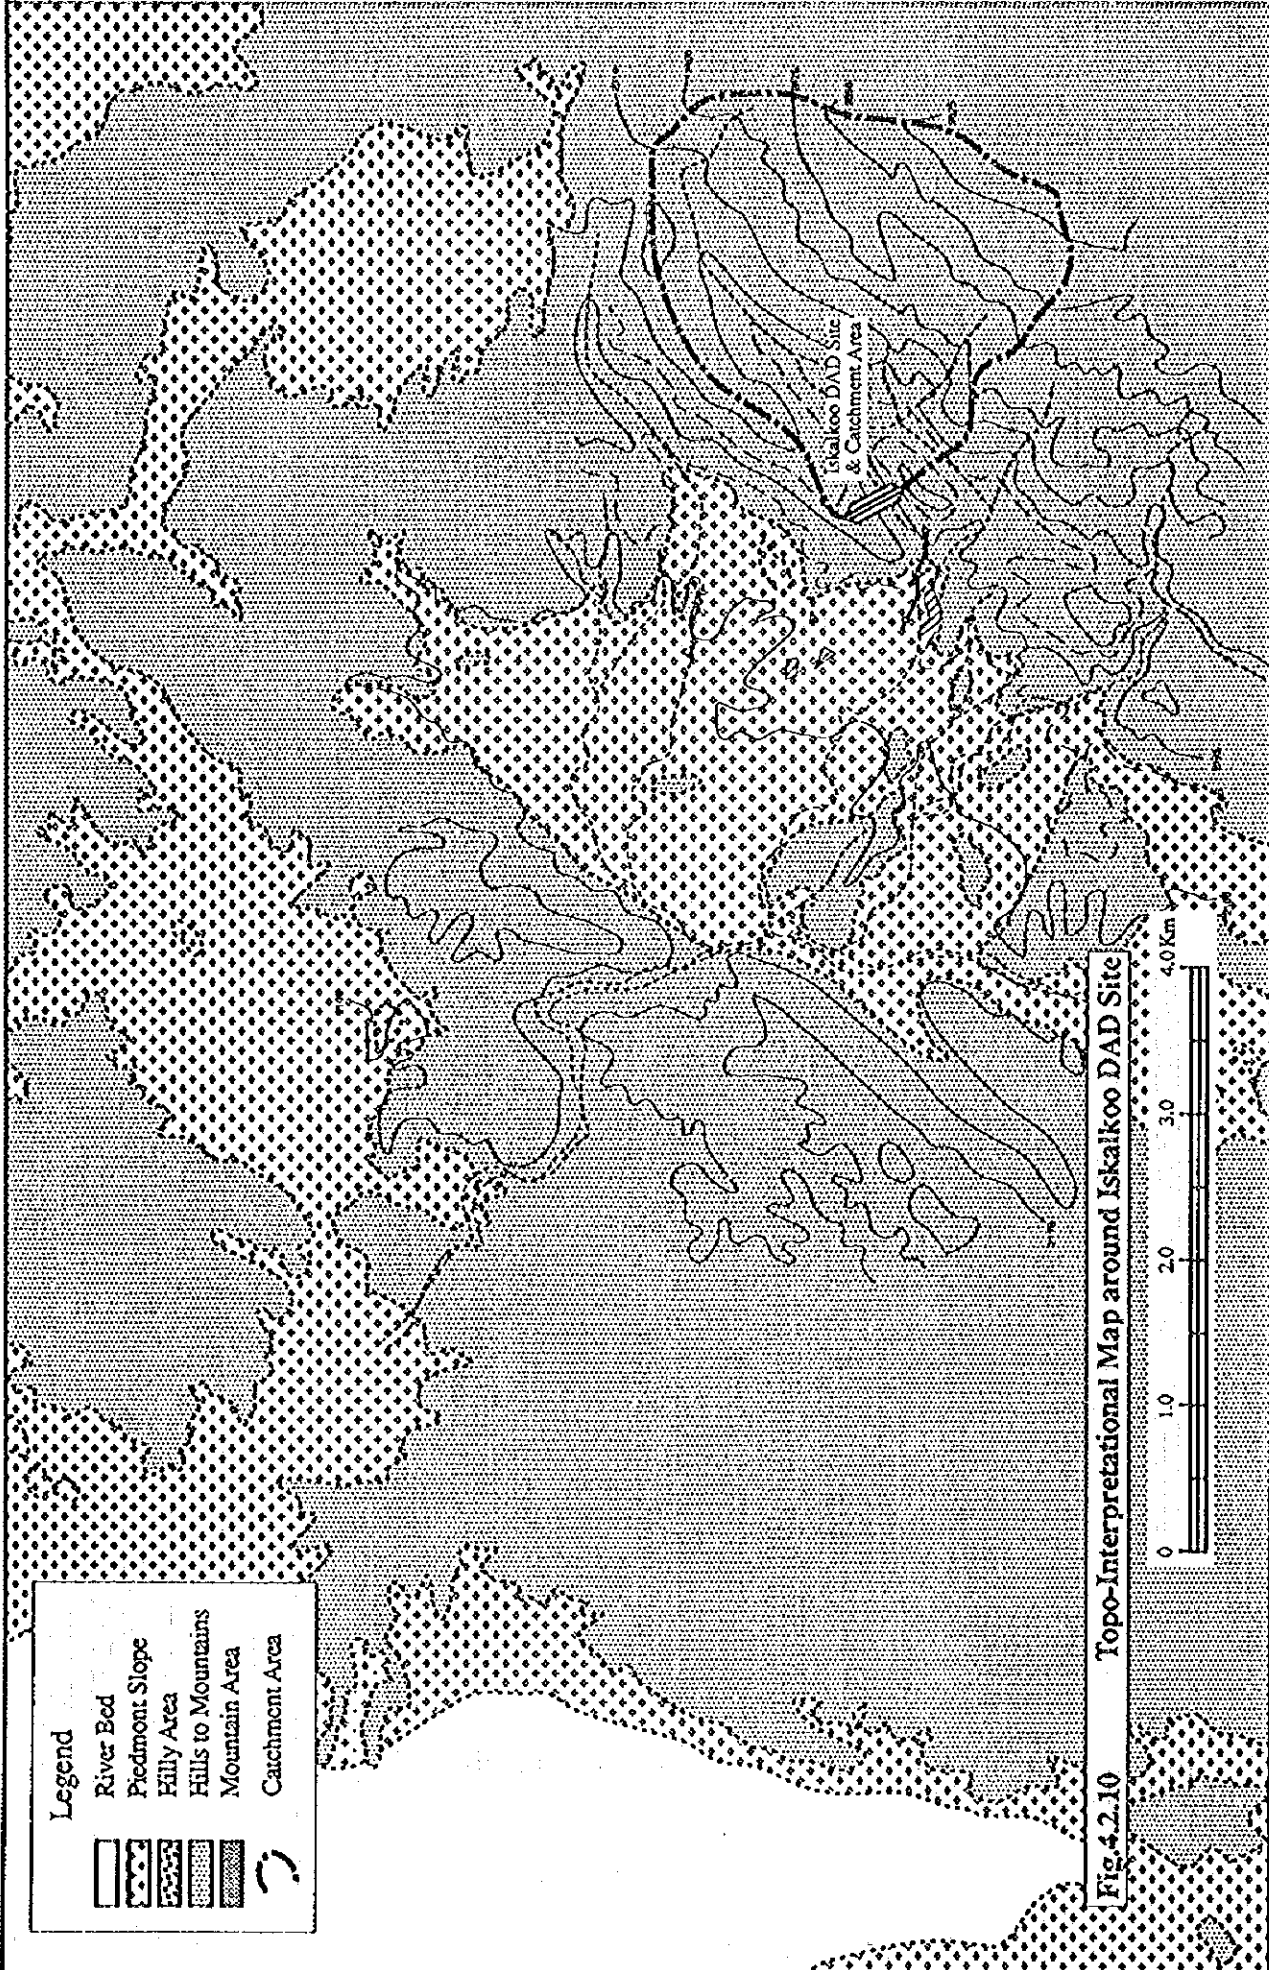 Legend
River Bed
Piedmont Slope
Hilly Area
Hills to Mountains
Mountain Area
Catchment Area
Iskalkoo DAD Site
& Catchment Area
Fig.4.2.10 Topo-Interpretational Map around Iskalkoo DAD Site
0 1.0 2.0 3.0 4.0 Km